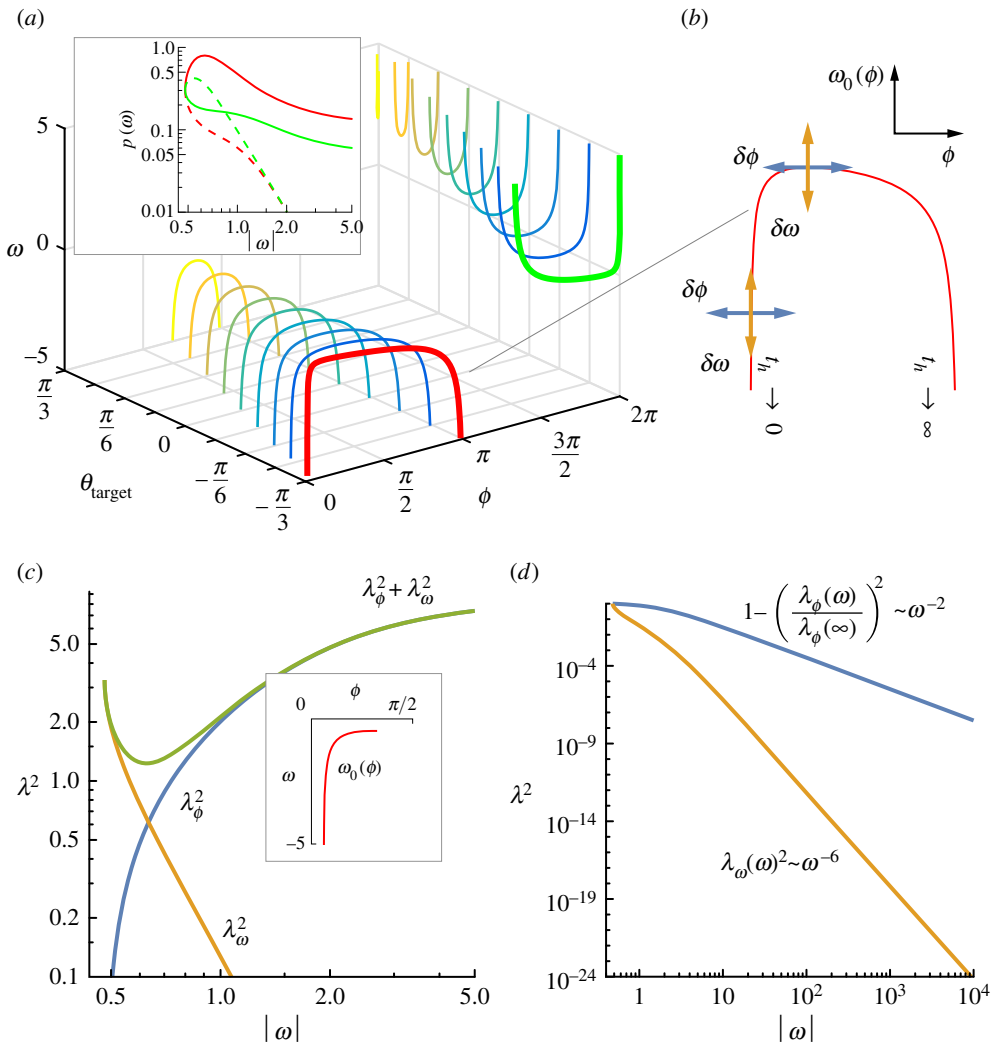 (a)
1.0
0.5
p (ω)
0.1
0.05
0.01
0.5
1.0
2.0
5.0
|ω|
5
ω
0
−5
π/3
π/6
0
−π/6
−π/3
θtarget
0
π/2
π
3π/2
2π
ϕ
(b)
ω0(ϕ)
ϕ
δϕ
δω
δϕ
δω
th → 0
th → ∞
(c)
λϕ² + λω²
5.0
2.0
1.0
0.5
0.2
0.1
λ²
λϕ²
λω²
ϕ
0
π/2
ω
ω0(ϕ)
−5
0.5
1.0
2.0
5.0
|ω|
(d)
1−(λϕ(ω)/λϕ(∞))² ~ω⁻²
10⁻⁴
10⁻⁹
λ²
10⁻¹⁴
λω(ω)²~ω⁻⁶
10⁻¹⁹
10⁻²⁴
1
10
10²
10³
10⁴
|ω|